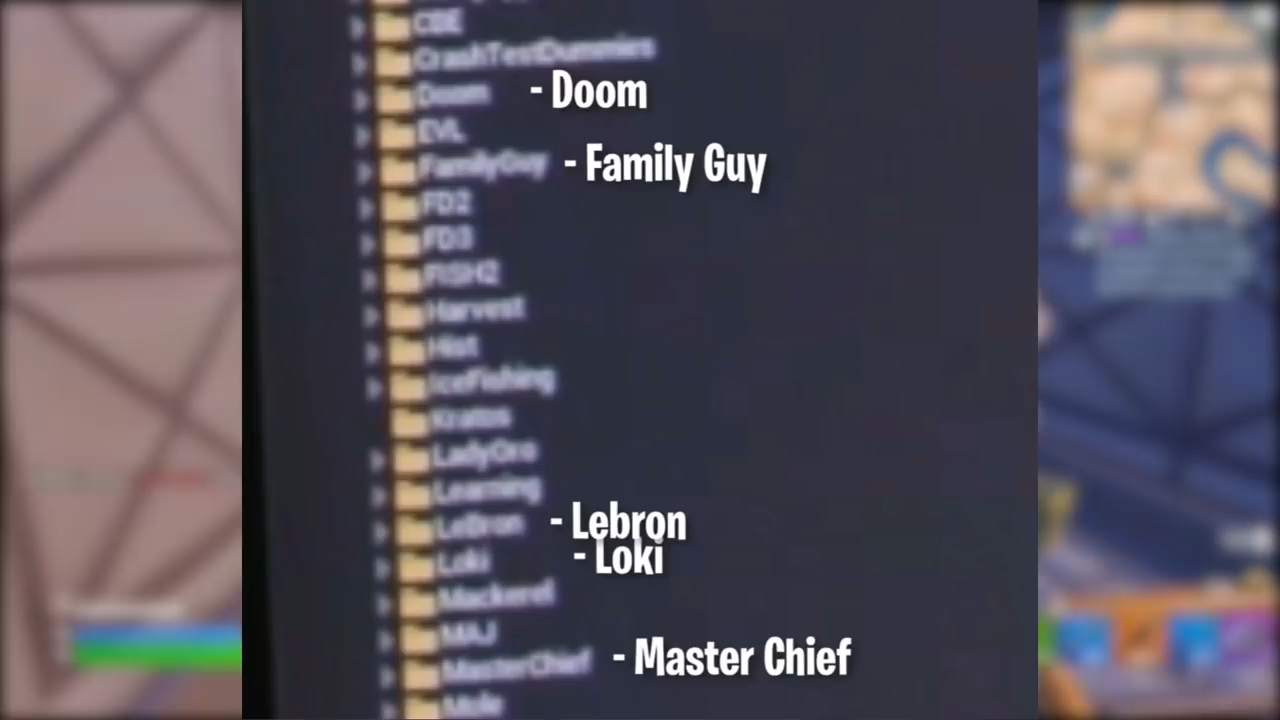 CBE
CrashTestDummies
Doom - Doom
EVL
FamilyGuy - Family Guy
FD2
FD3
FISH2
Harvest
Hist
IceFishing
Kratos
LadyOro
Learning
LeBron - Lebron
Loki - Loki
Mackerel
MAJ
MasterChief - Master Chief
Mole